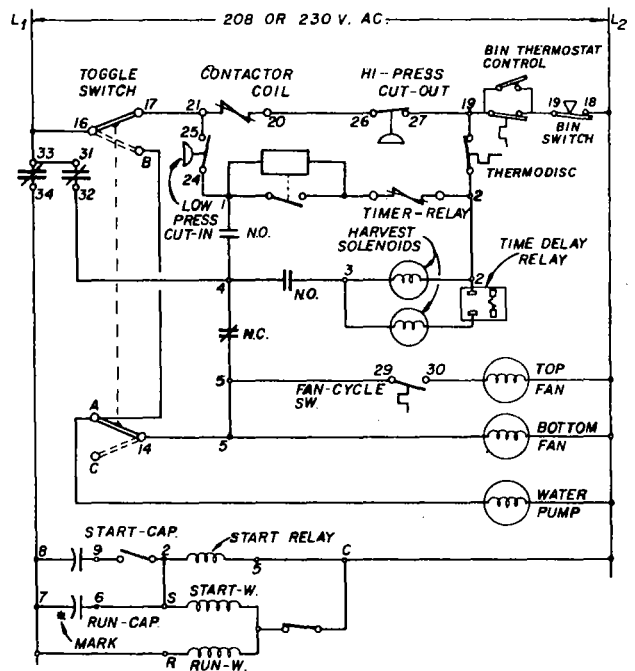 L1
208 OR 230 V. AC.
L2
TOGGLE
SWITCH
CONTACTOR
COIL
HI-PRESS
CUT-OUT
BIN THERMOSTAT
CONTROL
16
17
21
20
26
27
19
19
18
BIN
SWITCH
B
25
24
33
31
34
32
LOW
PRESS
CUT-IN
1
THERMODISC
TIMER-RELAY
2
N.O.
HARVEST
SOLENOIDS
TIME DELAY
RELAY
4
N.O.
3
2
N.C.
5
29
30
FAN-CYCLE
SW.
TOP
FAN
A
C
14
5
BOTTOM
FAN
WATER
PUMP
START-CAP.
START RELAY
8
9
2
5
C
7
6
S
START-W.
RUN-CAP.
*
MARK
R
RUN-W.